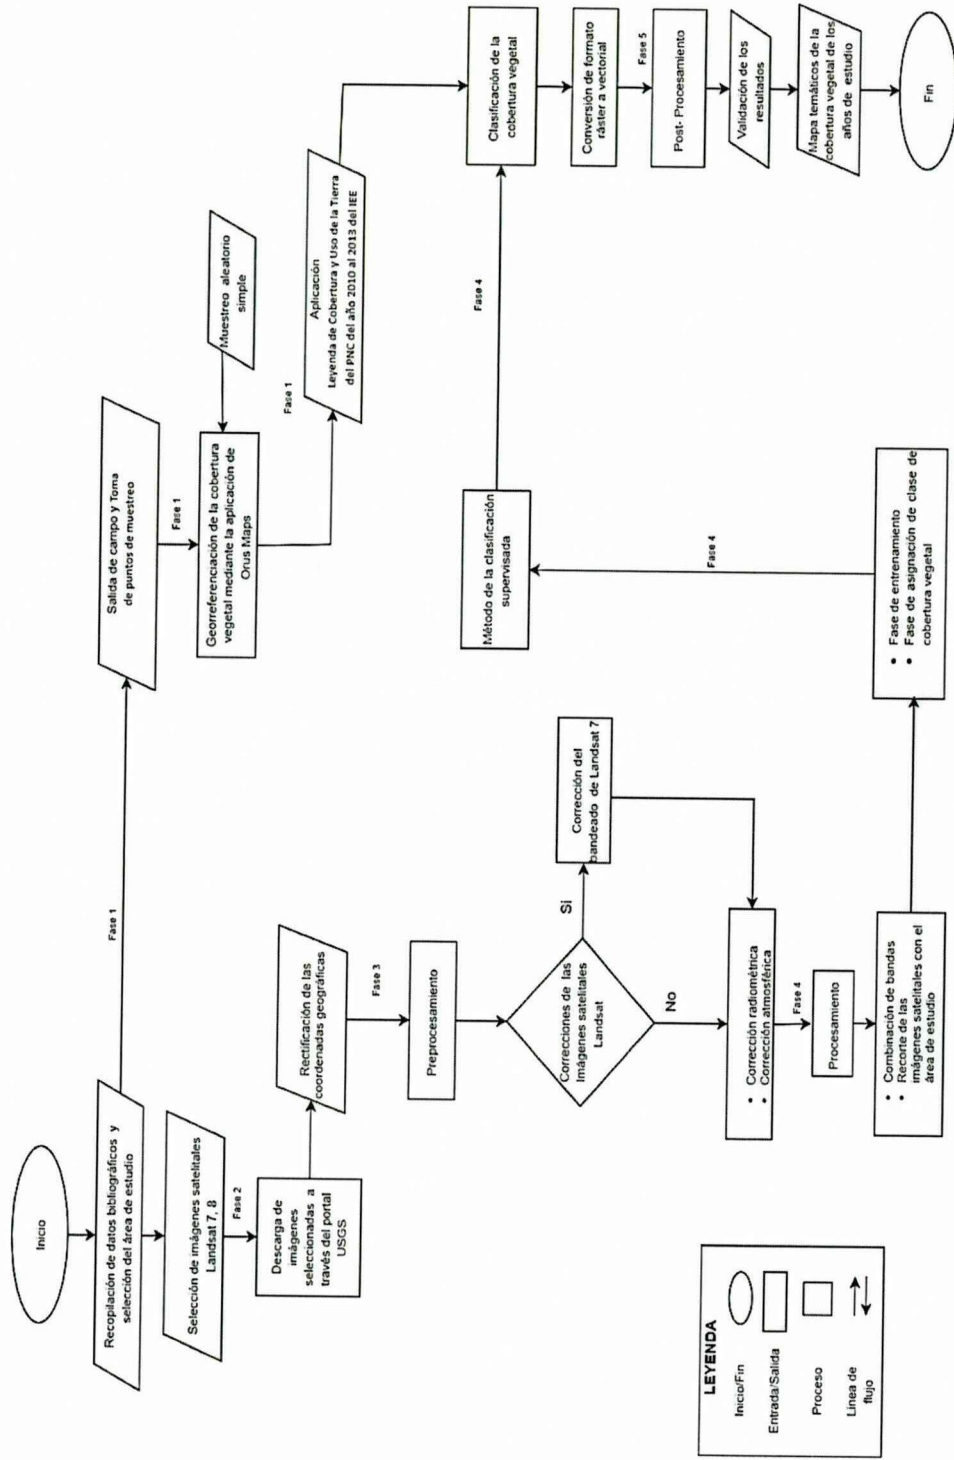 Inicio
Recopilación de datos bibliográficos y
selección del área de estudio
Fase 1
Salida de campo y Toma
de puntos de muestreo
Fase 1
Muestreo aleatorio
simple
Georreferenciación de la cobertura
vegetal mediante la aplicación de
Orus Maps
Fase 1
Aplicación
Leyenda de Cobertura y Uso de la Tierra
del PNC del año 2010 al 2013 del IEE
Selección de imágenes satelitales
Landsat 7, 8
Fase 2
Descarga de
imágenes
seleccionadas a
través del portal
USGS
Rectificación de las
coordenadas geográficas
Fase 3
Preprocesamiento
Correcciones de las
Imágenes satelitales
Landsat
Si
No
Corrección del
bandeado de Landsat 7
• Corrección radiométrica
• Corrección atmosférica
Fase 4
Procesamiento
• Combinación de bandas
• Recorte de las
imágenes satelitales con el
área de estudio
• Fase de entrenamiento
• Fase de asignación de clase de
cobertura vegetal
Fase 4
Método de la clasificación
supervisada
Fase 4
Clasificación de la
cobertura vegetal
Conversión de formato
ráster a vectorial
Fase 5
Post- Procesamiento
Validación de los
resultados
Mapa temáticos de la
cobertura vegetal de los
años de estudio
Fin
LEYENDA
Inicio/Fin
Entrada/Salida
Proceso
Línea de
flujo